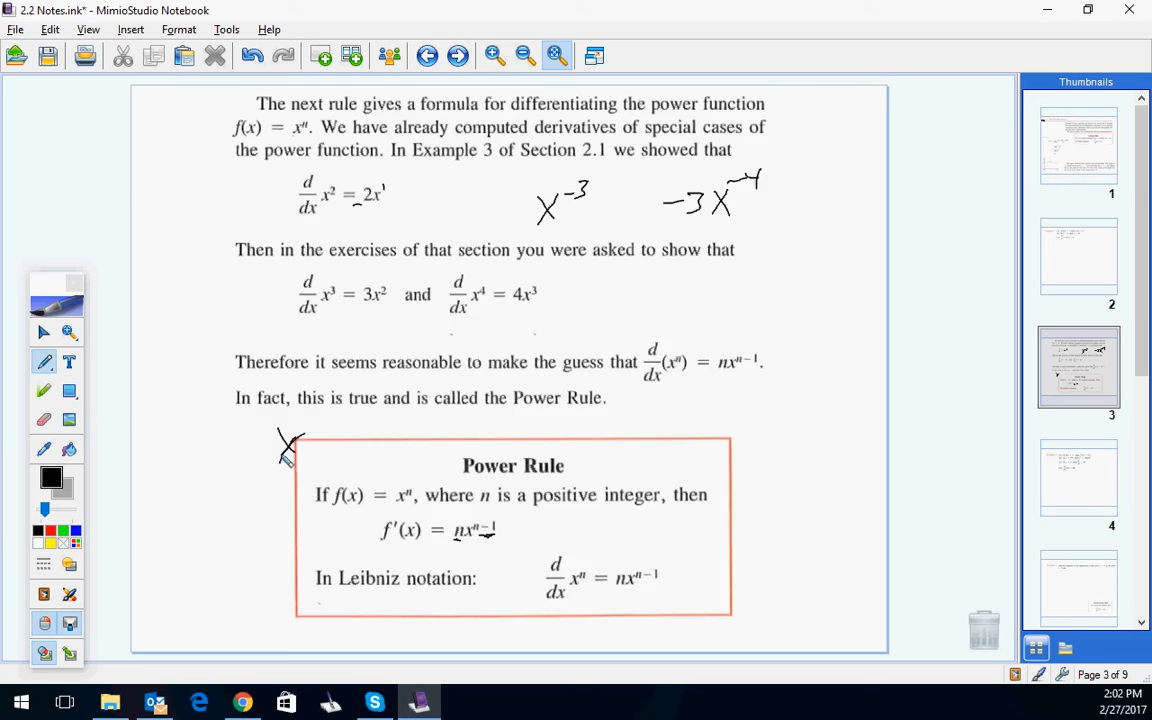 2.2 Notes.ink* - MimioStudio Notebook
File Edit View Insert Format Tools Help
Thumbnails
The next rule gives a formula for differentiating the power function
f(x) = xⁿ. We have already computed derivatives of special cases of
the power function. In Example 3 of Section 2.1 we showed that
d/dx x² = 2x¹
x⁻³ -3x⁻⁴
Then in the exercises of that section you were asked to show that
d/dx x³ = 3x² and d/dx x⁴ = 4x³
Therefore it seems reasonable to make the guess that d/dx (xⁿ) = nxⁿ⁻¹.
In fact, this is true and is called the Power Rule.
Power Rule
If f(x) = xⁿ, where n is a positive integer, then
f′(x) = nxⁿ⁻¹
In Leibniz notation: d/dx xⁿ = nxⁿ⁻¹
1
2
3
4
Page 3 of 9
2:02 PM
2/27/2017